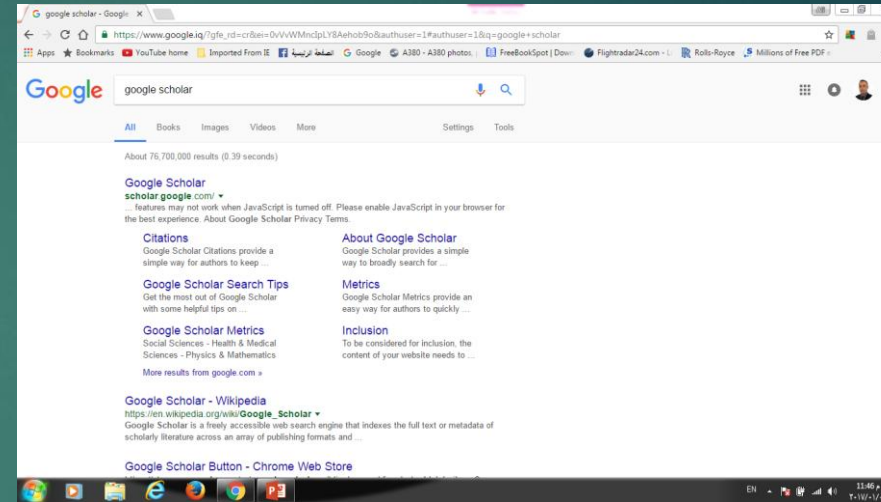 google scholar - Google
https://www.google.iq/?gfe_rd=cr&ei=0vVvWMncIpLY8Aehob9o&authuser=1#authuser=1&q=google+scholar
Apps Bookmarks YouTube home Imported From IE الصفحة الرئيسية Google A380 - A380 photos, FreeBookSpot | Down Flightradar24.com - L Rolls-Royce Millions of Free PDF
Google google scholar
All Books Images Videos More Settings Tools
About 76,700,000 results (0.39 seconds)
Google Scholar
scholar.google.com/
... features may not work when JavaScript is turned off. Please enable JavaScript in your browser for
the best experience. About Google Scholar Privacy Terms.
Citations
Google Scholar Citations provide a
simple way for authors to keep ...
About Google Scholar
Google Scholar provides a simple
way to broadly search for ...
Google Scholar Search Tips
Get the most out of Google Scholar
with some helpful tips on ...
Metrics
Google Scholar Metrics provide an
easy way for authors to quickly ...
Google Scholar Metrics
Social Sciences - Health & Medical
Sciences - Physics & Mathematics
Inclusion
To be considered for inclusion, the
content of your website needs to ...
More results from google.com »
Google Scholar - Wikipedia
https://en.wikipedia.org/wiki/Google_Scholar
Google Scholar is a freely accessible web search engine that indexes the full text or metadata of
scholarly literature across an array of publishing formats and ...
Google Scholar Button - Chrome Web Store
EN 11:46 م